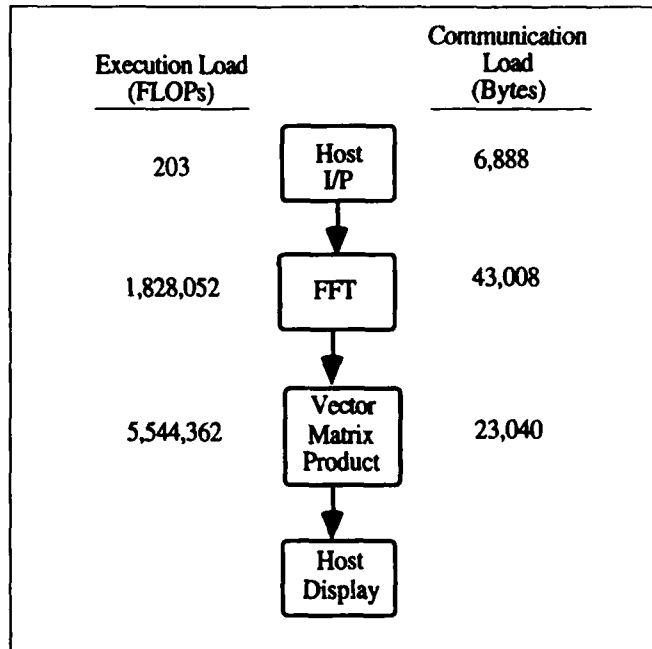 Execution Load
(FLOPs)
Communication
Load
(Bytes)
203
Host
I/P
6,888
1,828,052
FFT
43,008
5,544,362
Vector
Matrix
Product
23,040
Host
Display